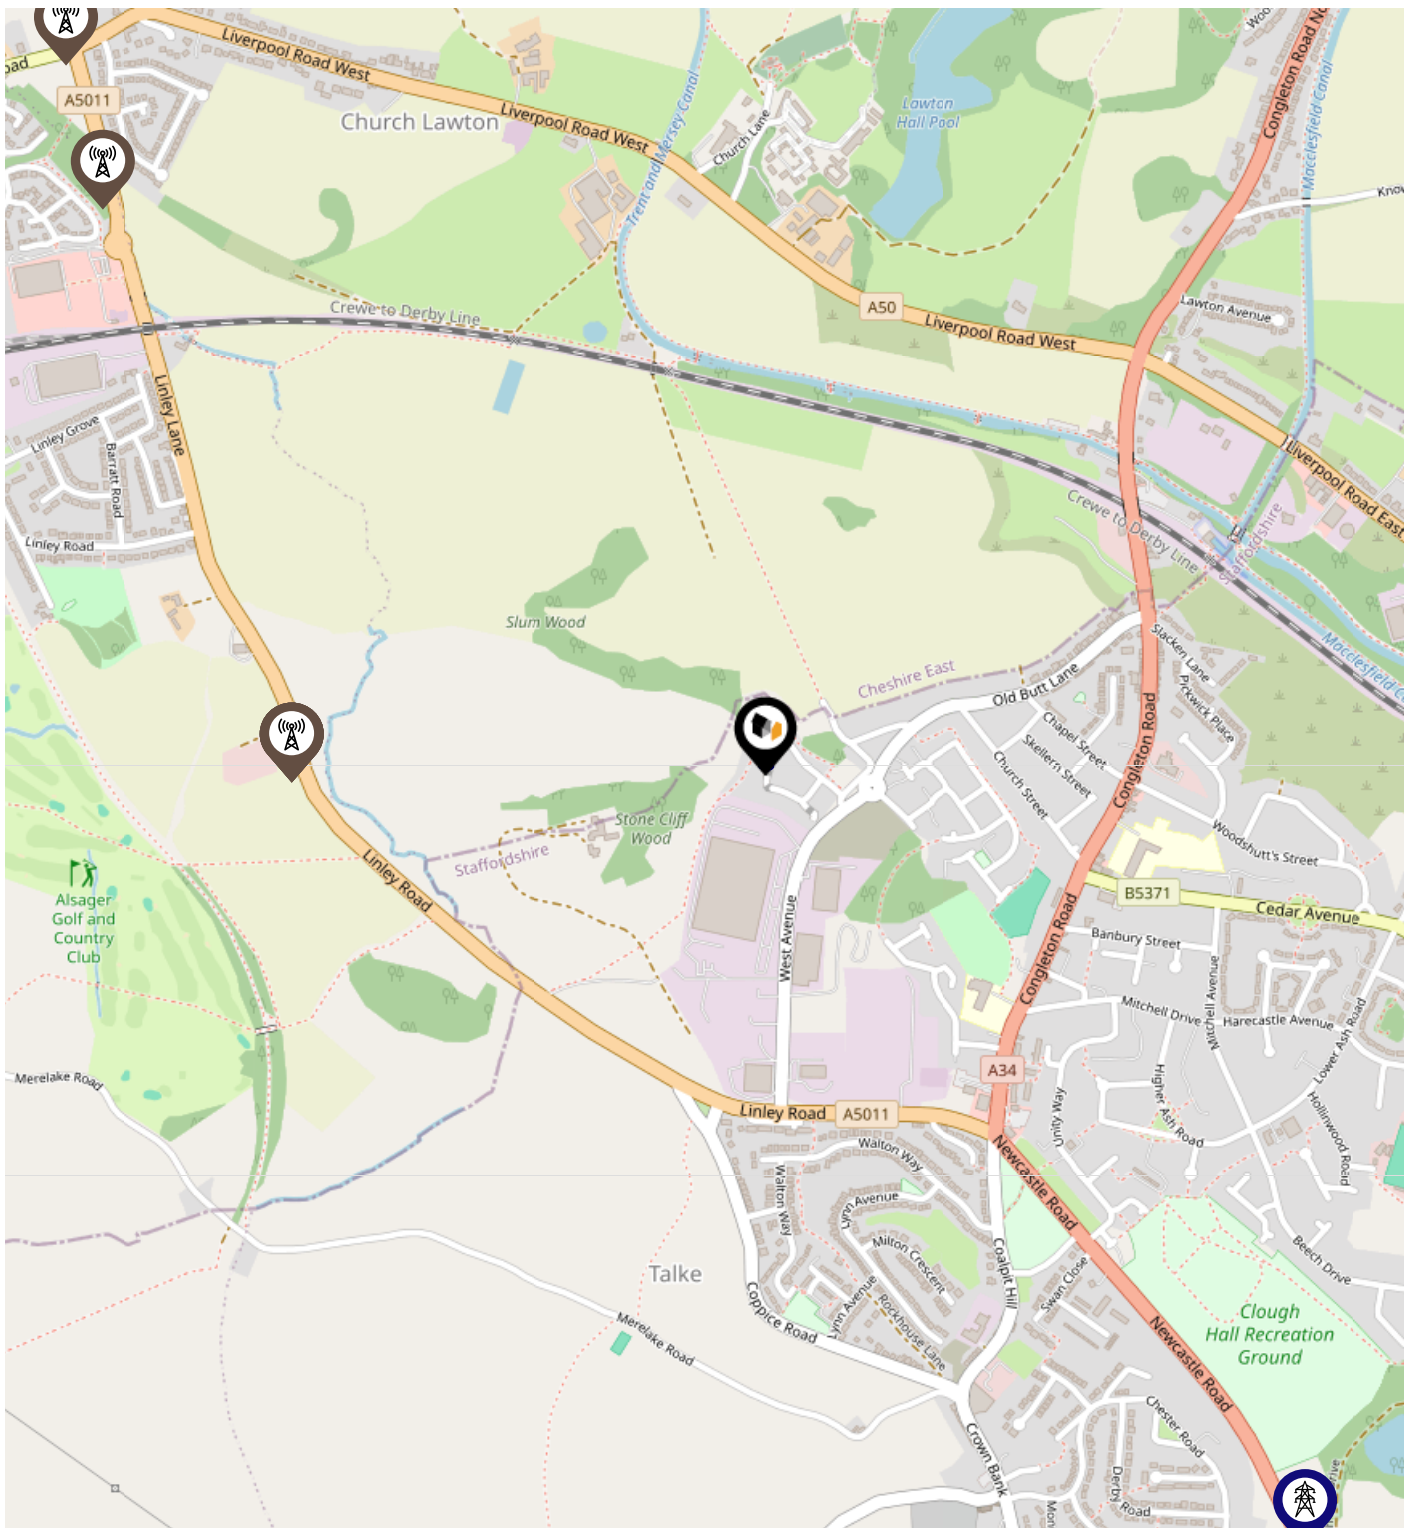 Liverpool Road West
A5011
Church Lawton
Liverpool Road West
Trent and Mersey Canal
Church Lane
Lawton
Hall Pool
Congleton Road
Macclesfield Canal
Crewe to Derby Line
A50
Liverpool Road West
Lawton Avenue
Linley Lane
Linley Grove
Barratt Road
Linley Road
Liverpool Road East
Crewe to Derby Line
Staffordshire
Slum Wood
Cheshire East
Old Butt Lane
Slacken Lane
Pickwick Place
Macclesfield
Chapel Street
Skellern Street
Church Street
Congleton Road
Stone Cliff
Wood
Staffordshire
Linley Road
Woodshutt's Street
B5371
Cedar Avenue
Alsager
Golf and
Country
Club
West Avenue
Congleton Road
Banbury Street
Mitchell Avenue
Mitchell Drive
Harecastle Avenue
Lower Ash Road
Merelake Road
A34
Unity Way
Higher Ash Road
Hollinwood Road
Linley Road
A5011
Walton Way
Newcastle Road
Walton Way
Lynn Avenue
Milton Crescent
Coalpit Hill
Swan Close
Beech Drive
Talke
Coppice Road
Lynn Avenue
Rockhouse Lane
Clough
Hall Recreation
Ground
Merelake Road
Newcastle Road
Chester Road
Crown Bank
Derby Road